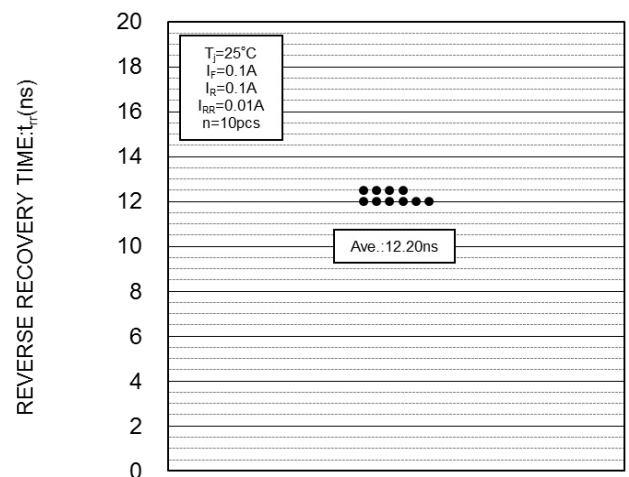 REVERSE RECOVERY TIME:trr(ns)
20
18
16
14
12
10
8
6
4
2
0
Tj=25°C
IF=0.1A
IR=0.1A
IRR=0.01A
n=10pcs
Ave.:12.20ns